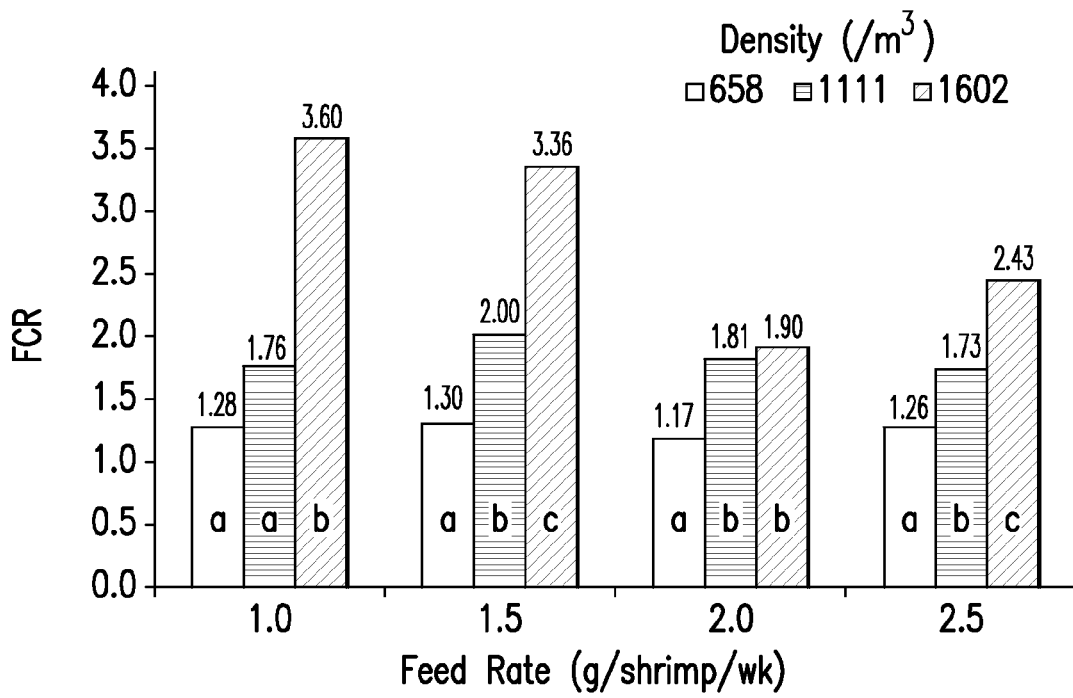 Density (/m³)
658 1111 1602
4.0
3.5
3.0
2.5
2.0
1.5
1.0
0.5
0.0
FCR
1.28 1.76 3.60
1.30 2.00 3.36
1.17 1.81 1.90
1.26 1.73 2.43
a a b a b c a b b a b c
1.0 1.5 2.0 2.5
Feed Rate (g/shrimp/wk)